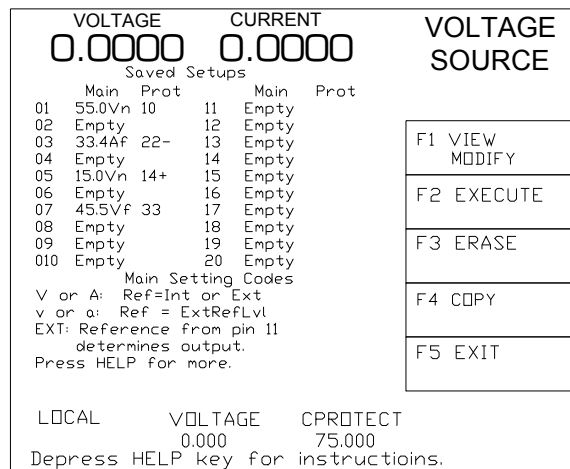 VOLTAGE CURRENT
0.0000 0.0000
VOLTAGE
SOURCE
Saved Setups
Main Prot Main Prot
01 55.0Vn 10 11 Empty
02 Empty 12 Empty
03 33.4Af 22- 13 Empty
04 Empty 14 Empty
05 15.0Vn 14+ 15 Empty
06 Empty 16 Empty
07 45.5Vf 33 17 Empty
08 Empty 18 Empty
09 Empty 19 Empty
010 Empty 20 Empty
Main Setting Codes
V or A: Ref=Int or Ext
v or a: Ref = ExtRefLvl
EXT: Reference from pin 11
determines output.
Press HELP for more.
F1 VIEW
MODIFY
F2 EXECUTE
F3 ERASE
F4 COPY
F5 EXIT
LOCAL VOLTAGE CPROTECT
0.000 75.000
Depress HELP key for instructioins.